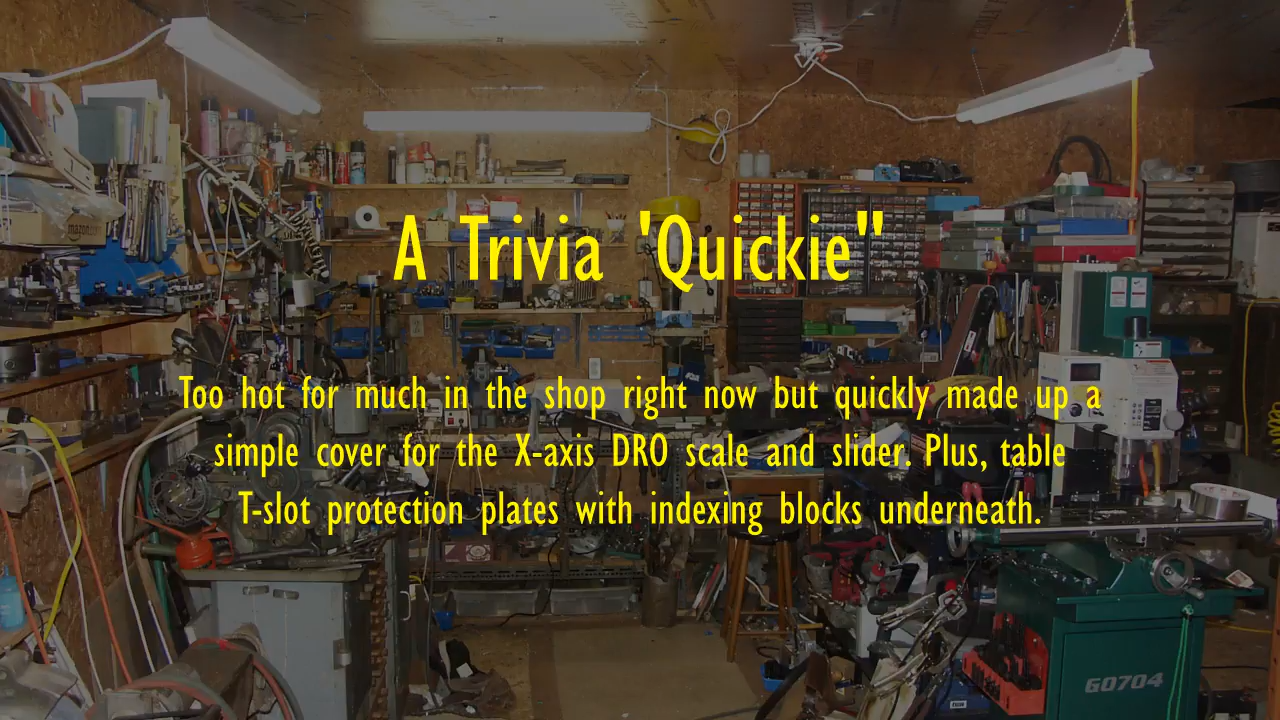 A Trivia 'Quickie"
Too hot for much in the shop right now but quickly made up a
simple cover for the X-axis DRO scale and slider. Plus, table
T-slot protection plates with indexing blocks underneath.
amazon
G0704